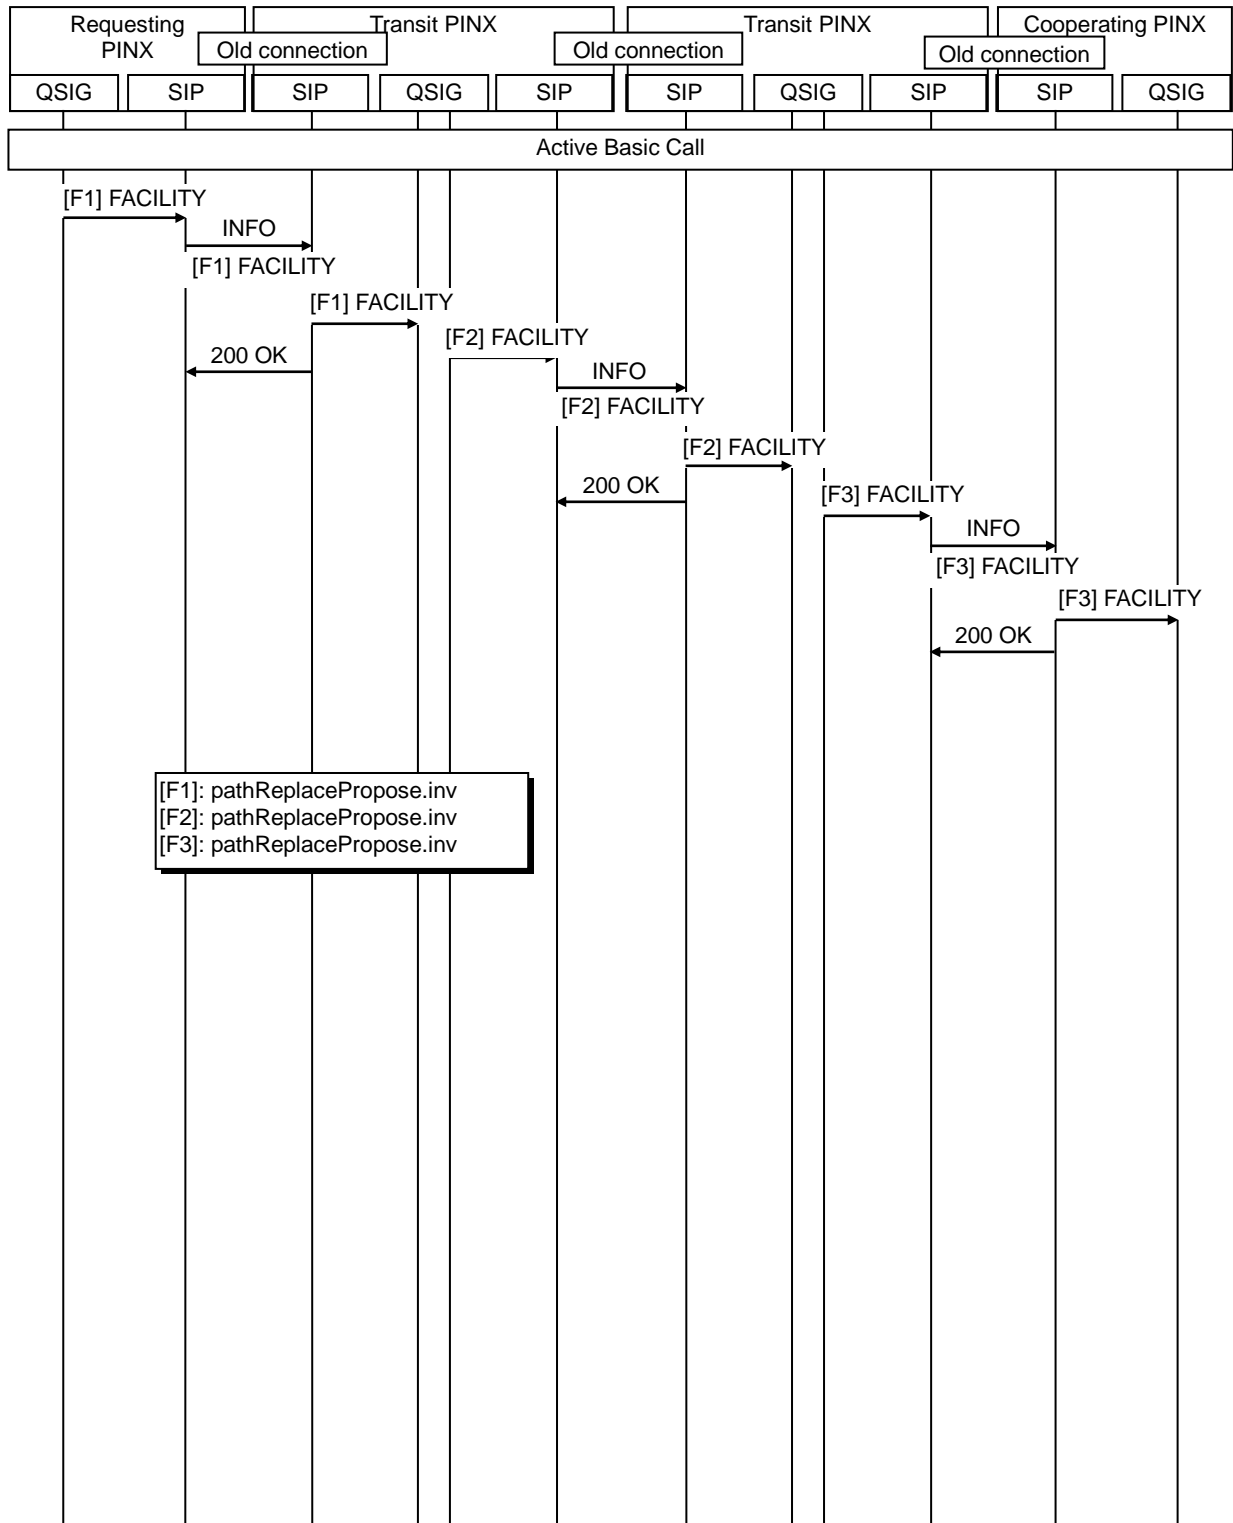 Requesting
PINX
Transit PINX
Transit PINX
Cooperating PINX
Old connection
Old connection
Old connection
QSIG
SIP
SIP
QSIG
SIP
SIP
QSIG
SIP
SIP
QSIG
Active Basic Call
[F1] FACILITY
INFO
[F1] FACILITY
[F1] FACILITY
[F2] FACILITY
200 OK
INFO
[F2] FACILITY
[F2] FACILITY
200 OK
[F3] FACILITY
INFO
[F3] FACILITY
[F3] FACILITY
200 OK
[F1]: pathReplacePropose.inv
[F2]: pathReplacePropose.inv
[F3]: pathReplacePropose.inv